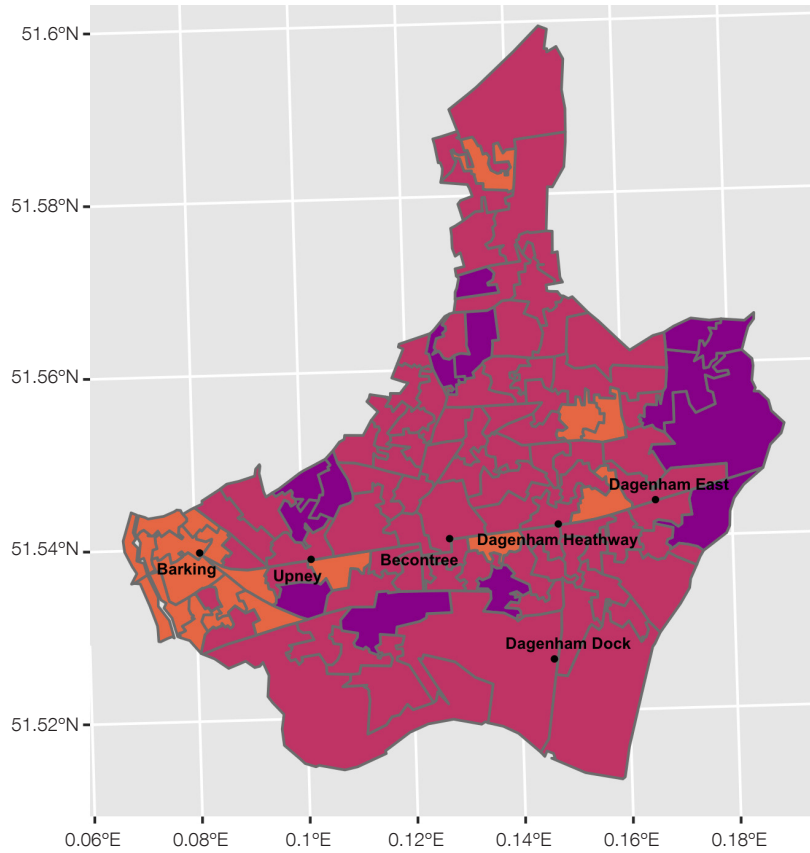 51.6°N
51.58°N
51.56°N
51.54°N
51.52°N
Dagenham East
Dagenham Heathway
Becontree
Barking
Upney
Dagenham Dock
0.06°E 0.08°E 0.1°E 0.12°E 0.14°E 0.16°E 0.18°E